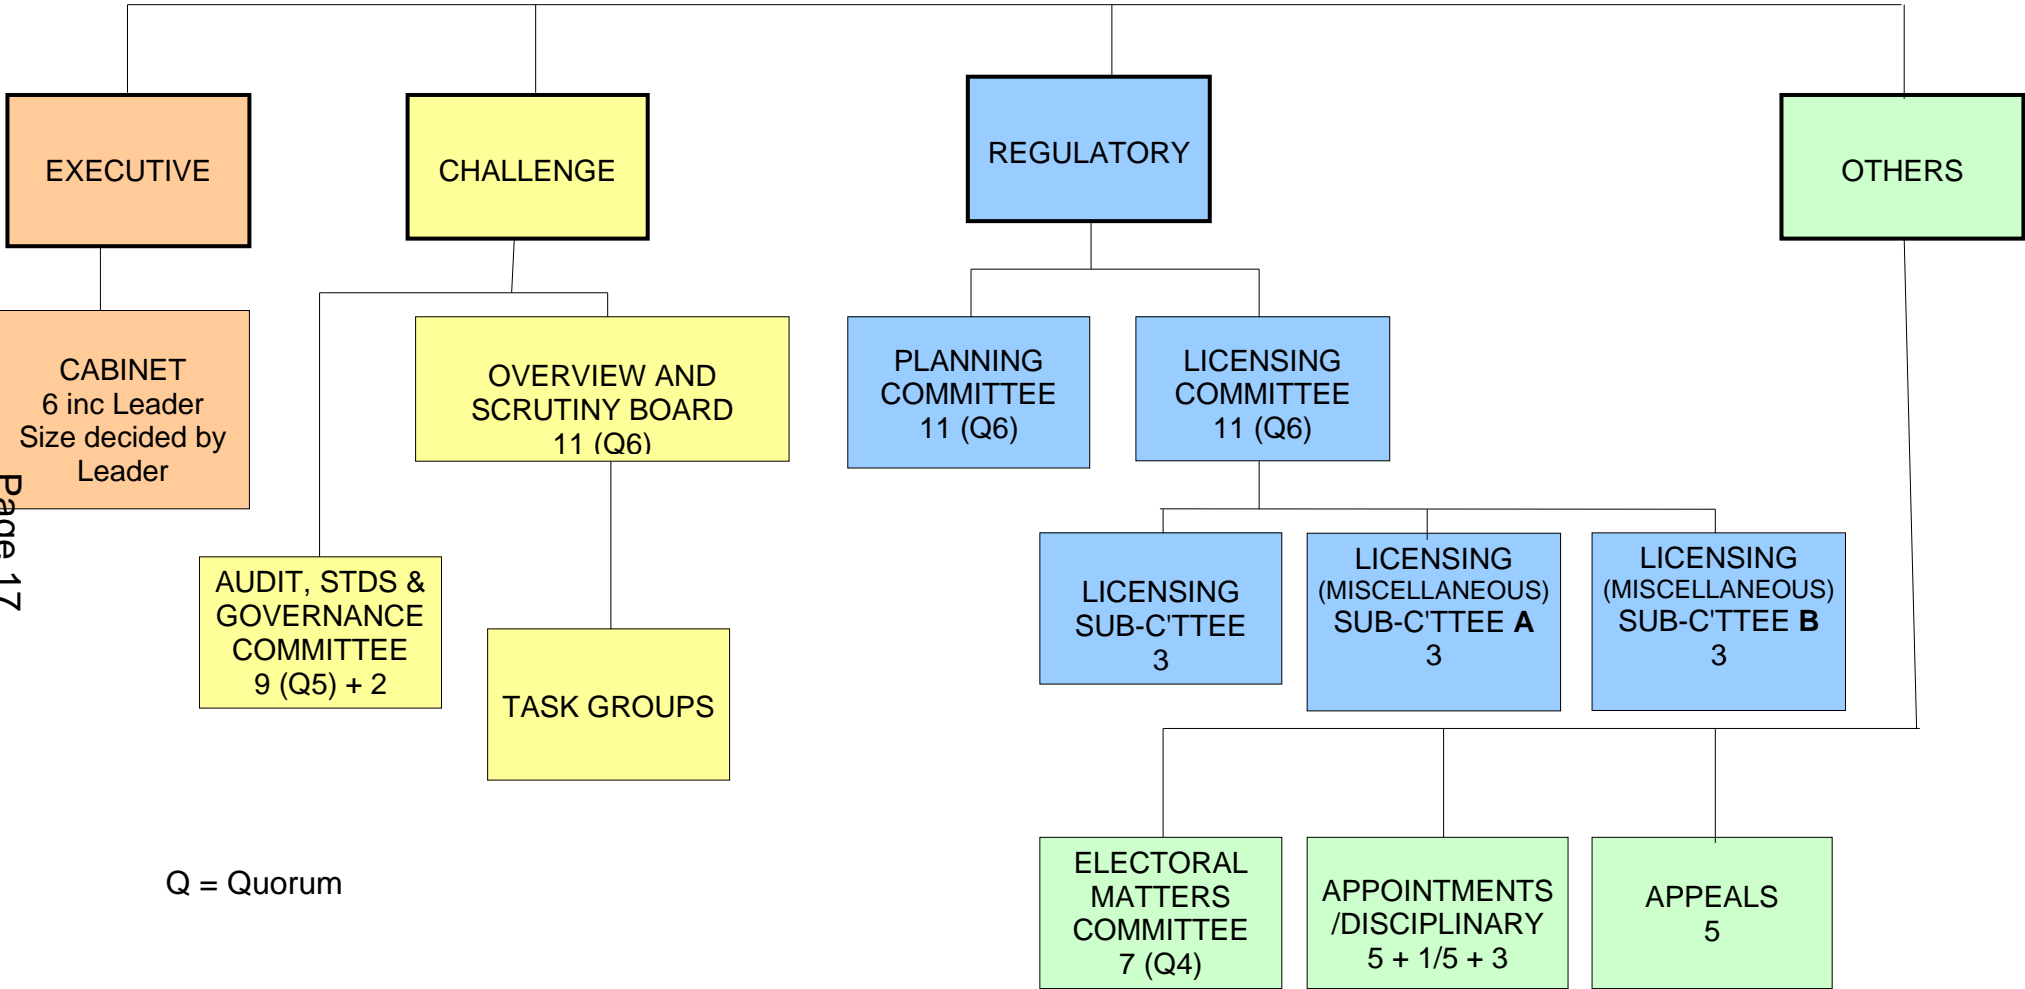 EXECUTIVE
CHALLENGE
REGULATORY
OTHERS
CABINET
6 inc Leader
Size decided by
Leader
OVERVIEW AND
SCRUTINY BOARD
11 (Q6)
PLANNING
COMMITTEE
11 (Q6)
LICENSING
COMMITTEE
11 (Q6)
AUDIT, STDS &
GOVERNANCE
COMMITTEE
9 (Q5) + 2
TASK GROUPS
LICENSING
SUB-C'TTEE
3
LICENSING
(MISCELLANEOUS)
SUB-C'TTEE A
3
LICENSING
(MISCELLANEOUS)
SUB-C'TTEE B
3
ELECTORAL
MATTERS
COMMITTEE
7 (Q4)
APPOINTMENTS
/DISCIPLINARY
5 + 1/5 + 3
APPEALS
5
Q = Quorum
Page 17